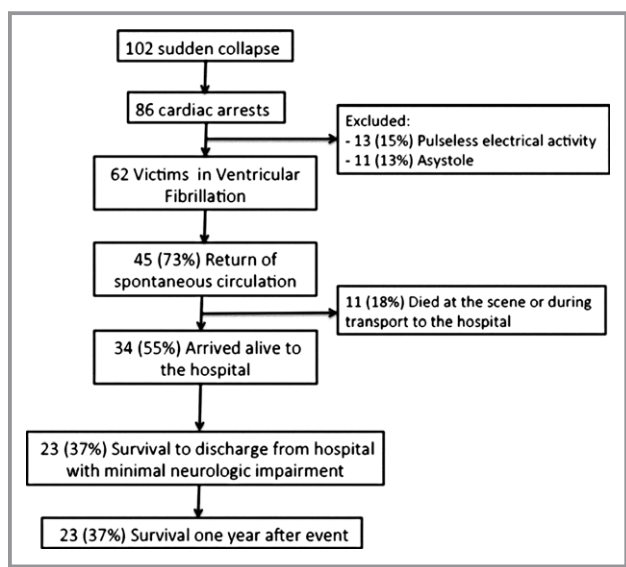 102 sudden collapse
86 cardiac arrests
Excluded:
- 13 (15%) Pulseless electrical activity
- 11 (13%) Asystole
62 Victims in Ventricular
Fibrillation
45 (73%) Return of
spontaneous circulation
11 (18%) Died at the scene or during
transport to the hospital
34 (55%) Arrived alive to
the hospital
23 (37%) Survival to discharge from hospital
with minimal neurologic impairment
23 (37%) Survival one year after event